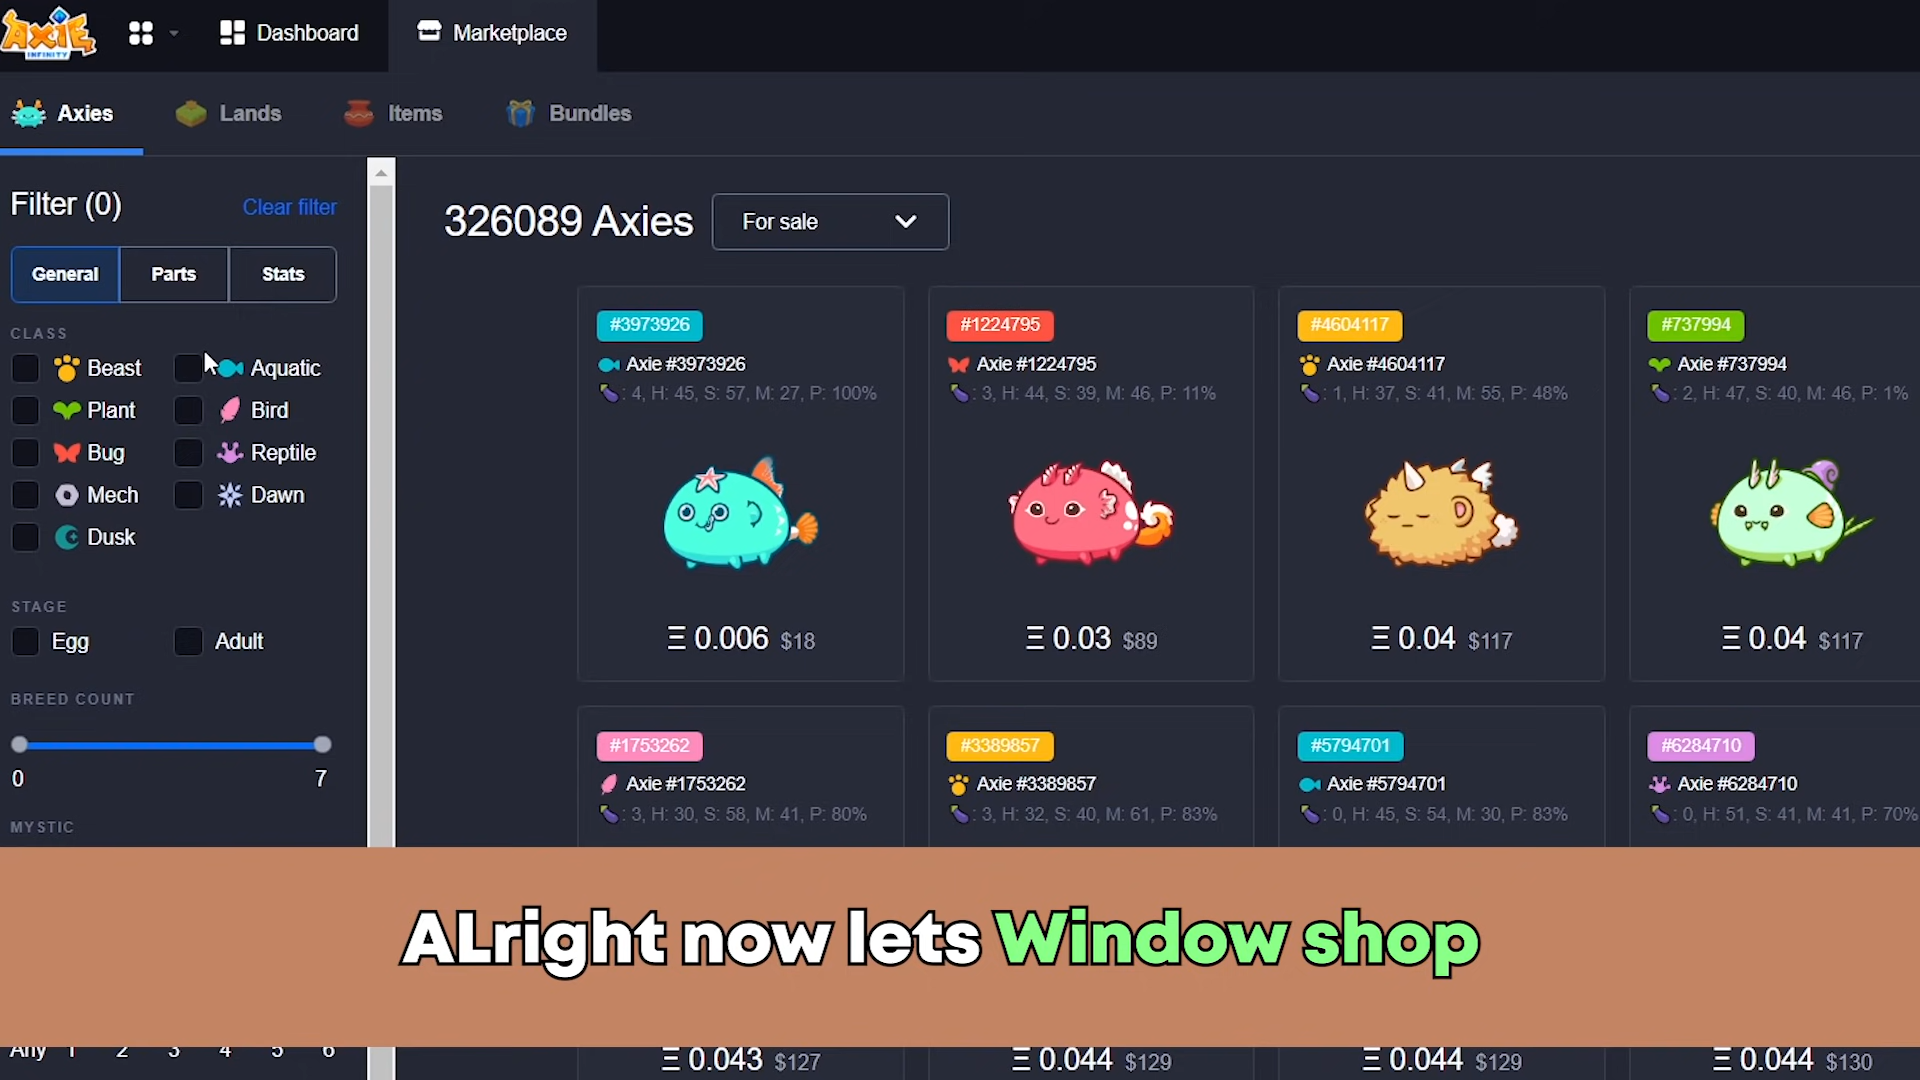 AXIE
INFINITY
Dashboard
Marketplace
Axies
Lands
Items
Bundles
Filter (0)
Clear filter
General
Parts
Stats
CLASS
Beast
Aquatic
Plant
Bird
Bug
Reptile
Mech
Dawn
Dusk
STAGE
Egg
Adult
BREED COUNT
0
7
MYSTIC
Any 1 2 3 4 5 6
326089 Axies
For sale
#3973926
Axie #3973926
: 4, H: 45, S: 57, M: 27, P: 100%
Ξ 0.006 $18
#1224795
Axie #1224795
: 3, H: 44, S: 39, M: 46, P: 11%
Ξ 0.03 $89
#4604117
Axie #4604117
: 1, H: 37, S: 41, M: 55, P: 48%
Ξ 0.04 $117
#737994
Axie #737994
: 2, H: 47, S: 40, M: 46, P: 1%
Ξ 0.04 $117
#1753262
Axie #1753262
: 3, H: 30, S: 58, M: 41, P: 80%
Ξ 0.043 $127
#3389857
Axie #3389857
: 3, H: 32, S: 40, M: 61, P: 83%
Ξ 0.044 $129
#5794701
Axie #5794701
: 0, H: 45, S: 54, M: 30, P: 83%
Ξ 0.044 $129
#6284710
Axie #6284710
: 0, H: 51, S: 41, M: 41, P: 70%
Ξ 0.044 $130
ALright now lets Window shop